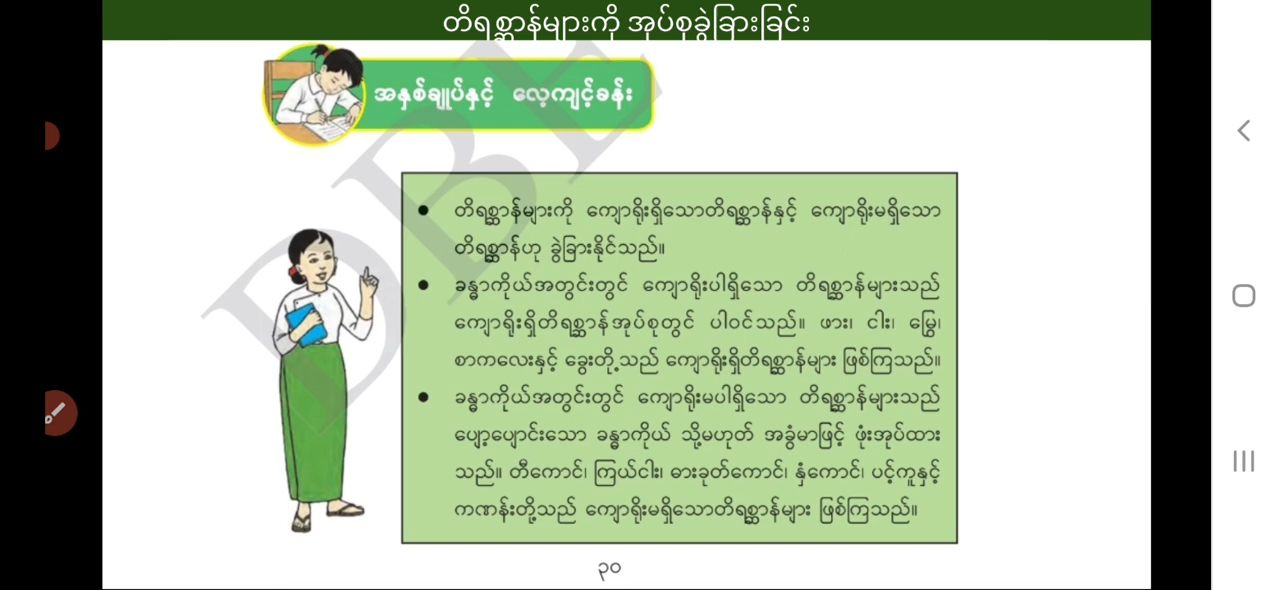 တိရစ္ဆာန်များကို အုပ်စုခွဲခြားခြင်း
အနှစ်ချုပ်နှင့် လေ့ကျင့်ခန်း
DBE
● တိရစ္ဆာန်များကို ကျောရိုးရှိသောတိရစ္ဆာန်နှင့် ကျောရိုးမရှိသော
တိရစ္ဆာန်ဟု ခွဲခြားနိုင်သည်။
● ခန္ဓာကိုယ်အတွင်းတွင် ကျောရိုးပါရှိသော တိရစ္ဆာန်များသည်
ကျောရိုးရှိတိရစ္ဆာန်အုပ်စုတွင် ပါဝင်သည်။ ဖား၊ ငါး၊ မြွေ၊
စာကလေးနှင့် ခွေးတို့သည် ကျောရိုးရှိတိရစ္ဆာန်များ ဖြစ်ကြသည်။
● ခန္ဓာကိုယ်အတွင်းတွင် ကျောရိုးမပါရှိသော တိရစ္ဆာန်များသည်
ပျော့ပျောင်းသော ခန္ဓာကိုယ် သို့မဟုတ် အခွံမာဖြင့် ဖုံးအုပ်ထား
သည်။ တီကောင်၊ ကြယ်ငါး၊ ဓားခုတ်ကောင်၊ နှံကောင်၊ ပင့်ကူနှင့်
ကဏန်းတို့သည် ကျောရိုးမရှိသောတိရစ္ဆာန်များ ဖြစ်ကြသည်။
၃၀